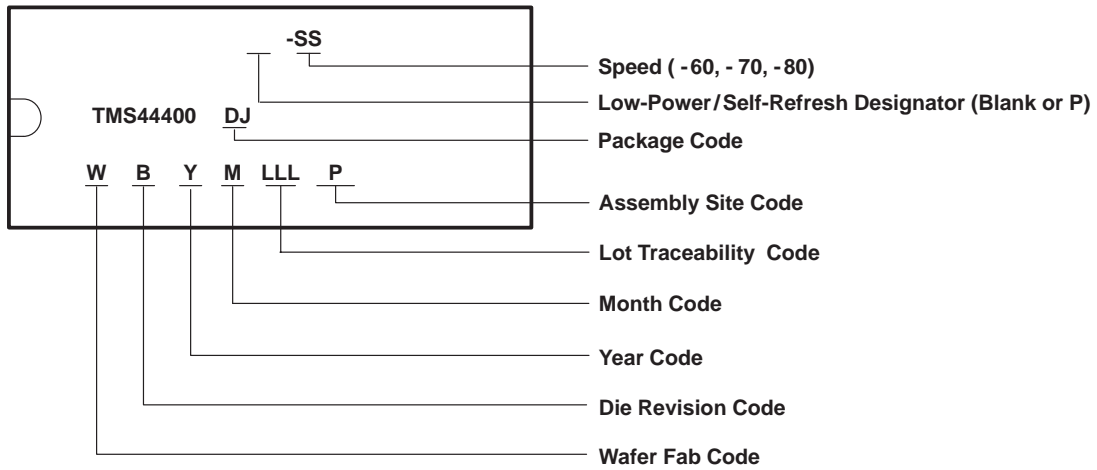 -SS
Speed ( -60, - 70, -80)
Low-Power/Self-Refresh Designator (Blank or P)
TMS44400 DJ
Package Code
W B Y M LLL P
Assembly Site Code
Lot Traceability Code
Month Code
Year Code
Die Revision Code
Wafer Fab Code